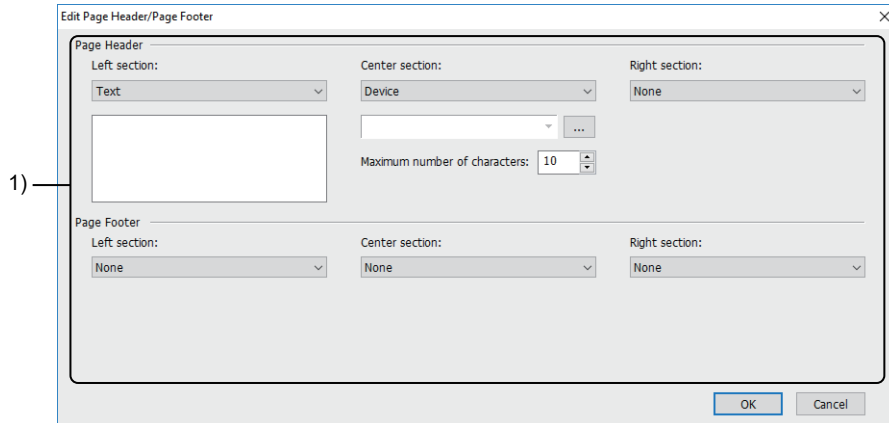 Edit Page Header/Page Footer
Page Header
Left section: Center section: Right section:
Text Device None
...
Maximum number of characters: 10
1)
Page Footer
Left section: Center section: Right section:
None None None
OK Cancel